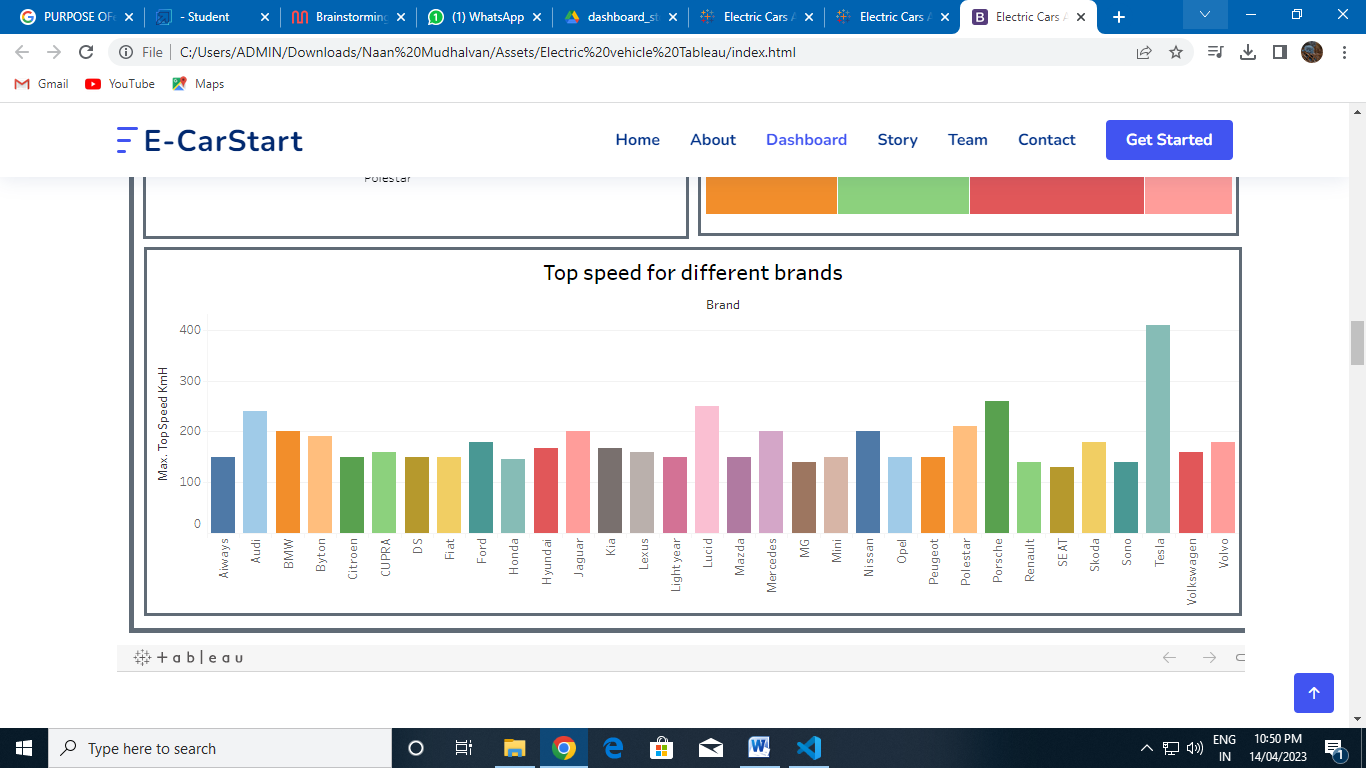 PURPOSE OF
- Student
Brainstorming
(1) WhatsApp
dashboard_st
Electric Cars A
Electric Cars A
Electric Cars A
File
C:/Users/ADMIN/Downloads/Naan%20Mudhalvan/Assets/Electric%20vehicle%20Tableau/index.html
Gmail
YouTube
Maps
E-CarStart
Home
About
Dashboard
Story
Team
Contact
Get Started
Polestar
Top speed for different brands
Brand
Max. TopSpeed KmH
400
300
200
100
0
Aiways
Audi
BMW
Byton
Citroen
CUPRA
DS
Fiat
Ford
Honda
Hyundai
Jaguar
Kia
Lexus
Lightyear
Lucid
Mazda
Mercedes
MG
Mini
Nissan
Opel
Peugeot
Polestar
Porsche
Renault
SEAT
Skoda
Sono
Tesla
Volkswagen
Volvo
+ableau
Type here to search
ENG
IN
10:50 PM
14/04/2023
1